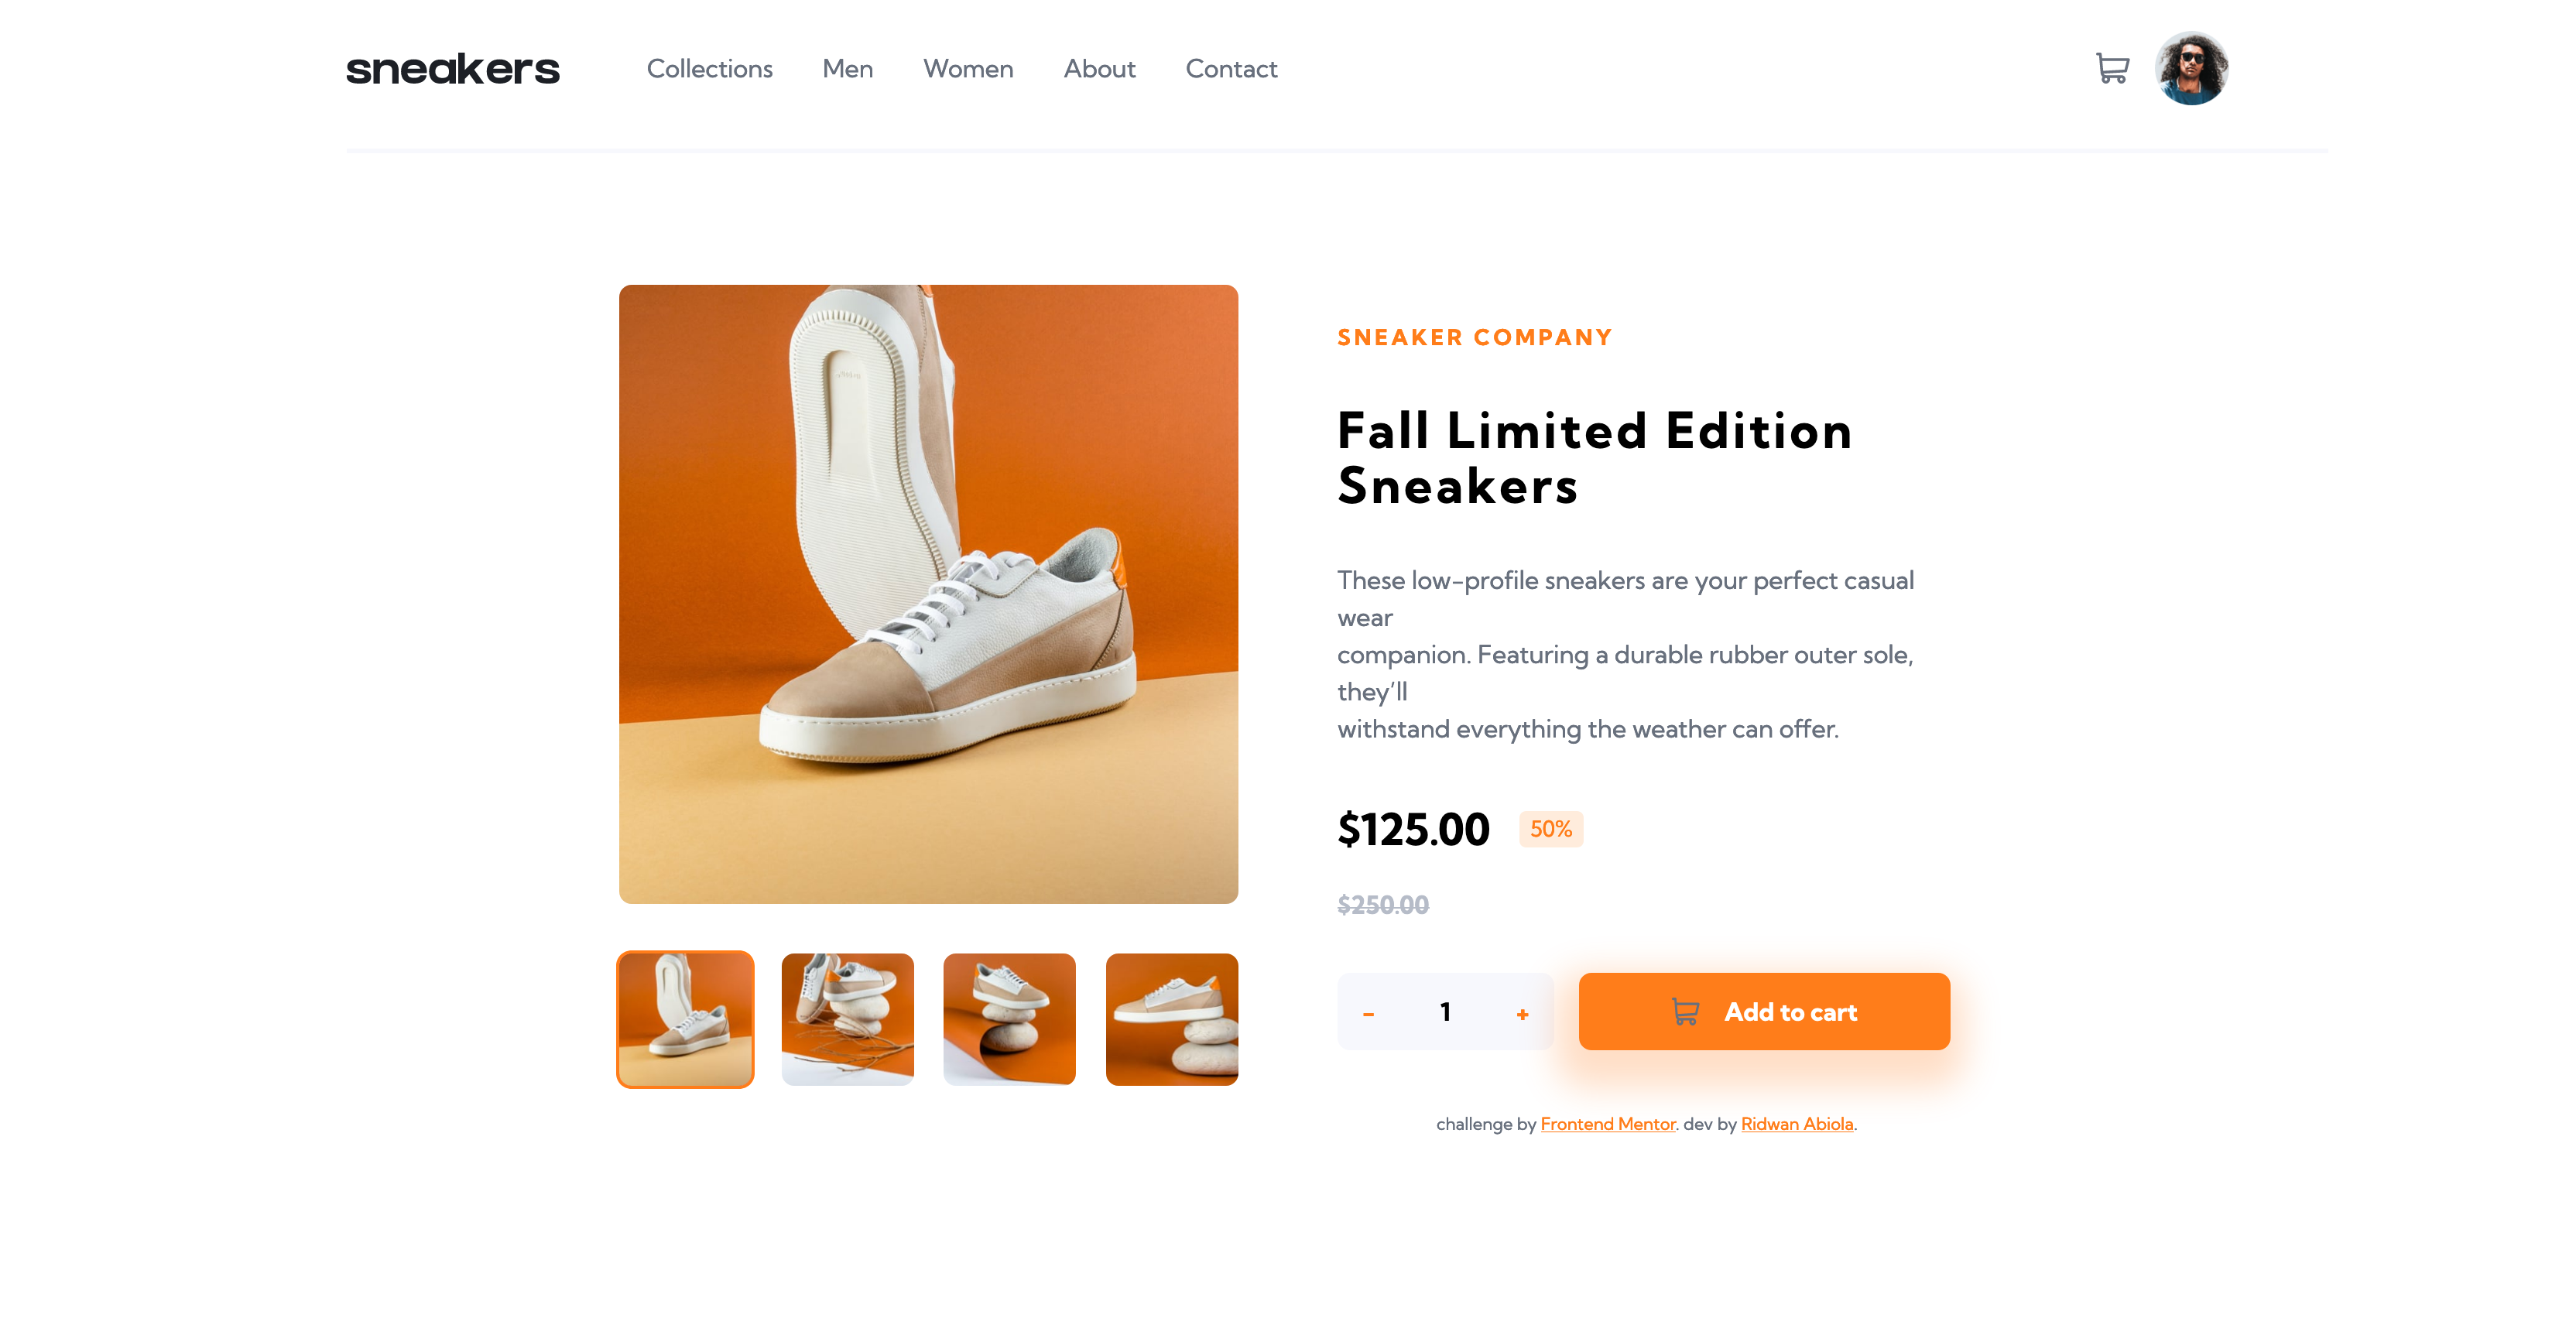 sneakers
Collections Men Women About Contact
SNEAKER COMPANY
Fall Limited Edition
Sneakers
These low-profile sneakers are your perfect casual
wear
companion. Featuring a durable rubber outer sole,
they’ll
withstand everything the weather can offer.
$125.00 50%
$250.00
- 1 + Add to cart
challenge by Frontend Mentor. dev by Ridwan Abiola.